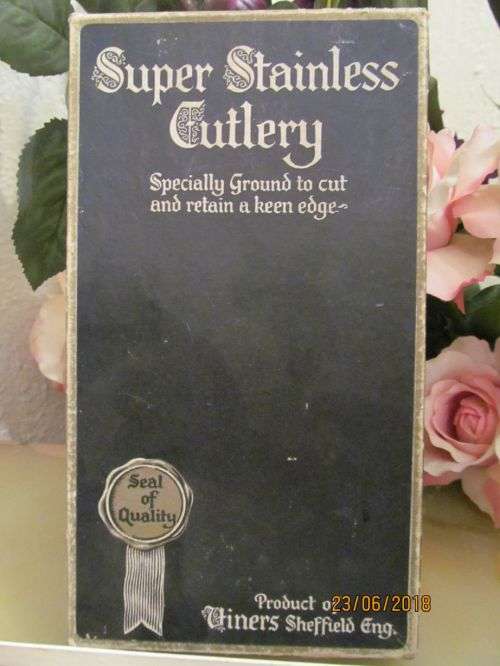 Super Stainless
Cutlery
Specially Ground to cut
and retain a keen edge~
Seal
of
Quality
Product of
Viners Sheffield Eng.
23/06/2018